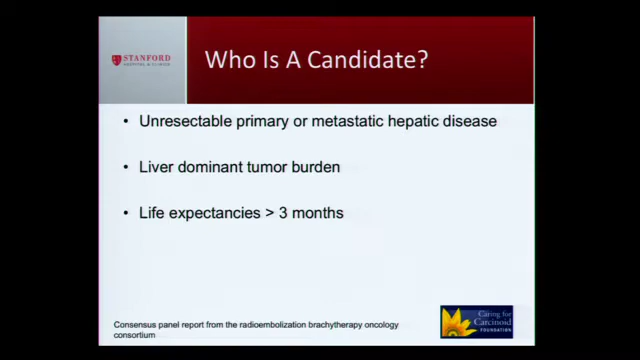 STANFORD
HOSPITAL & CLINICS
Who Is A Candidate?
• Unresectable primary or metastatic hepatic disease
• Liver dominant tumor burden
• Life expectancies > 3 months
Consensus panel report from the radioembolization brachytherapy oncology
consortium
Caring for
Carcinoid
FOUNDATION